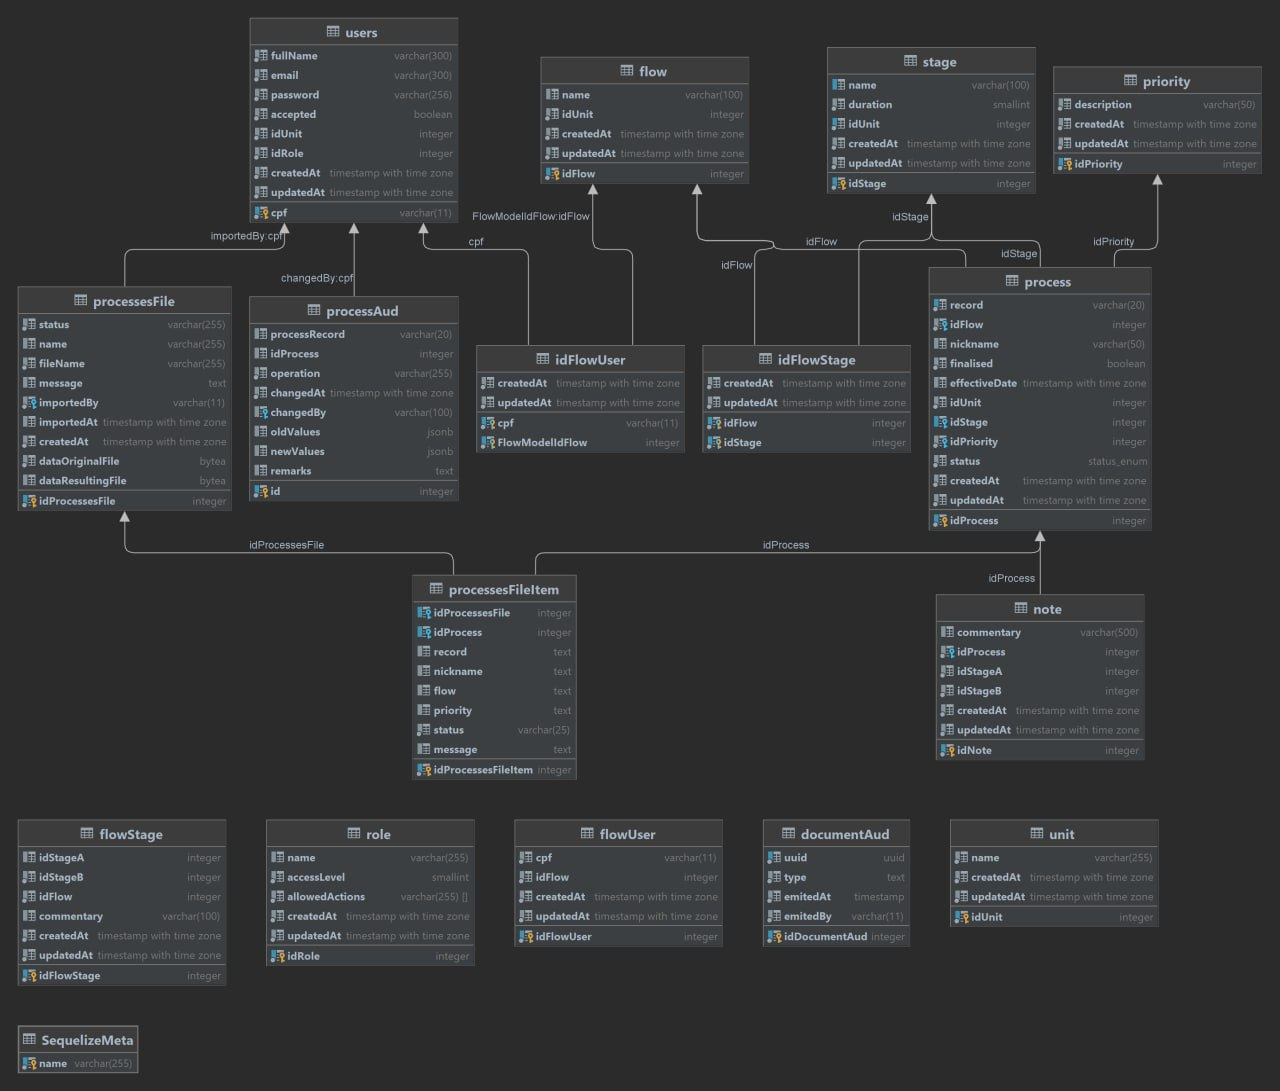 users
fullName varchar(300)
email varchar(300)
password varchar(256)
accepted boolean
idUnit integer
idRole integer
createdAt timestamp with time zone
updatedAt timestamp with time zone
cpf varchar(11)
flow
name varchar(100)
idUnit integer
createdAt timestamp with time zone
updatedAt timestamp with time zone
idFlow integer
stage
name varchar(100)
duration smallint
idUnit integer
createdAt timestamp with time zone
updatedAt timestamp with time zone
idStage integer
priority
description varchar(50)
createdAt timestamp with time zone
updatedAt timestamp with time zone
idPriority integer
importedBy:cpf
changedBy:cpf
cpf
FlowModelIdFlow:idFlow
idFlow
idFlow
idStage
idStage
idPriority
processesFile
status varchar(255)
name varchar(255)
fileName varchar(255)
message text
importedBy varchar(11)
importedAt timestamp with time zone
createdAt timestamp with time zone
dataOriginalFile bytea
dataResultingFile bytea
idProcessesFile integer
processAud
processRecord varchar(20)
idProcess integer
operation varchar(255)
changedAt timestamp with time zone
changedBy varchar(100)
oldValues jsonb
newValues jsonb
remarks text
id integer
idFlowUser
createdAt timestamp with time zone
updatedAt timestamp with time zone
cpf varchar(11)
FlowModelIdFlow integer
idFlowStage
createdAt timestamp with time zone
updatedAt timestamp with time zone
idFlow integer
idStage integer
process
record varchar(20)
idFlow integer
nickname varchar(50)
finalised boolean
effectiveDate timestamp with time zone
idUnit integer
idStage integer
idPriority integer
status status_enum
createdAt timestamp with time zone
updatedAt timestamp with time zone
idProcess integer
idProcessesFile
idProcess
idProcess
processesFileItem
idProcessesFile integer
idProcess integer
record text
nickname text
flow text
priority text
status varchar(25)
message text
idProcessesFileItem integer
note
commentary varchar(500)
idProcess integer
idStageA integer
idStageB integer
createdAt timestamp with time zone
updatedAt timestamp with time zone
idNote integer
flowStage
idStageA integer
idStageB integer
idFlow integer
commentary varchar(100)
createdAt timestamp with time zone
updatedAt timestamp with time zone
idFlowStage integer
role
name varchar(255)
accessLevel smallint
allowedActions varchar(255) []
createdAt timestamp with time zone
updatedAt timestamp with time zone
idRole integer
flowUser
cpf varchar(11)
idFlow integer
createdAt timestamp with time zone
updatedAt timestamp with time zone
idFlowUser integer
documentAud
uuid uuid
type text
emitedAt timestamp
emitedBy varchar(11)
idDocumentAud integer
unit
name varchar(255)
createdAt timestamp with time zone
updatedAt timestamp with time zone
idUnit integer
SequelizeMeta
name varchar(255)